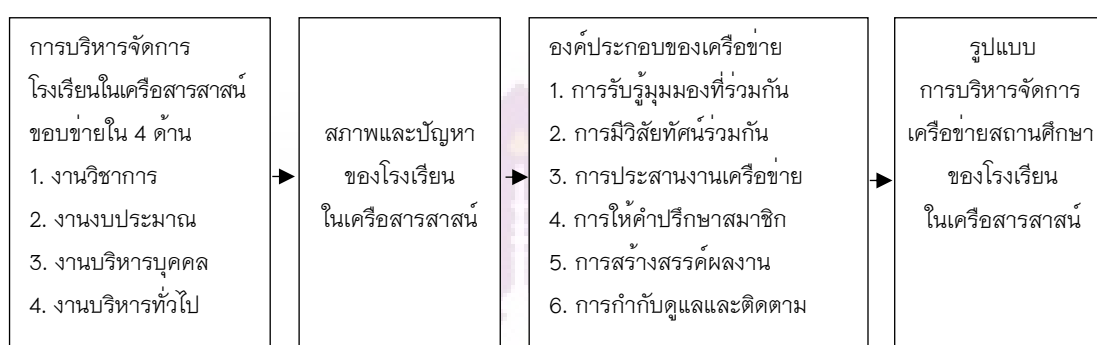 การบริหารจัดการ
โรงเรียนในเครือสารสาสน์
ขอบข่ายใน 4 ด้าน
1. งานวิชาการ
2. งานงบประมาณ
3. งานบริหารบุคคล
4. งานบริหารทั่วไป
สภาพและปัญหา
ของโรงเรียน
ในเครือสารสาสน์
องค์ประกอบของเครือข่าย
1. การรับรู้มุมมองที่ร่วมกัน
2. การมีวิสัยทัศน์ร่วมกัน
3. การประสานงานเครือข่าย
4. การให้คำปรึกษาสมาชิก
5. การสร้างสรรค์ผลงาน
6. การกำกับดูแลและติดตาม
รูปแบบ
การบริหารจัดการ
เครือข่ายสถานศึกษา
ของโรงเรียน
ในเครือสารสาสน์